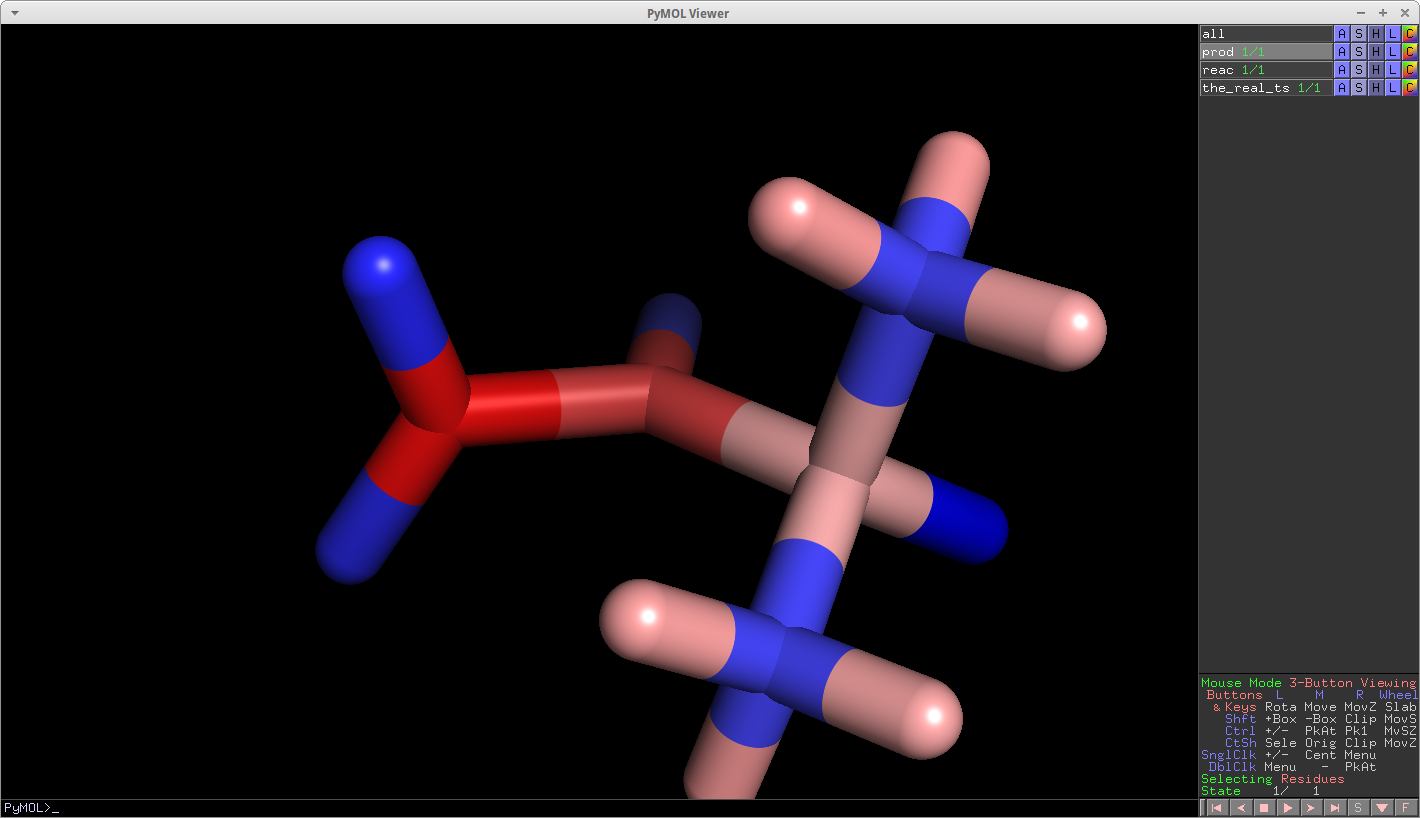 PyMOL Viewer
all A S H L C
prod 1/1 A S H L C
reac 1/1 A S H L C
the_real_ts 1/1 A S H L C
Mouse Mode 3-Button Viewing
Buttons L M R Wheel
& Keys Rota Move MovZ Slab
Shft +Box -Box Clip MovS
Ctrl +/- PkAt Pk1 MvSZ
CtSh Sele Orig Clip MovZ
SnglClk +/- Cent Menu
DblClk Menu - PkAt
Selecting Residues
State 1/ 1
PyMOL>_
S F